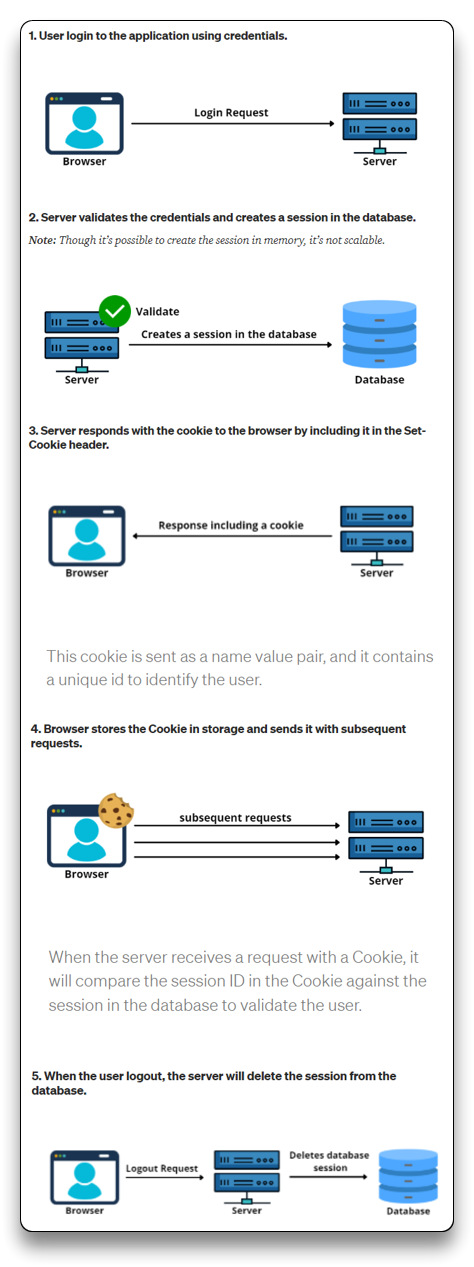 1. User login to the application using credentials.
Login Request
Browser
Server
2. Server validates the credentials and creates a session in the database.
Note: Though it's possible to create the session in memory, it's not scalable.
Validate
Creates a session in the database
Server
Database
3. Server responds with the cookie to the browser by including it in the Set-
Cookie header.
Response including a cookie
Browser
Server
This cookie is sent as a name value pair, and it contains
a unique id to identify the user.
4. Browser stores the Cookie in storage and sends it with subsequent
requests.
subsequent requests
Browser
Server
When the server receives a request with a Cookie, it
will compare the session ID in the Cookie against the
session in the database to validate the user.
5. When the user logout, the server will delete the session from the
database.
Logout Request
Deletes database
session
Browser
Server
Database